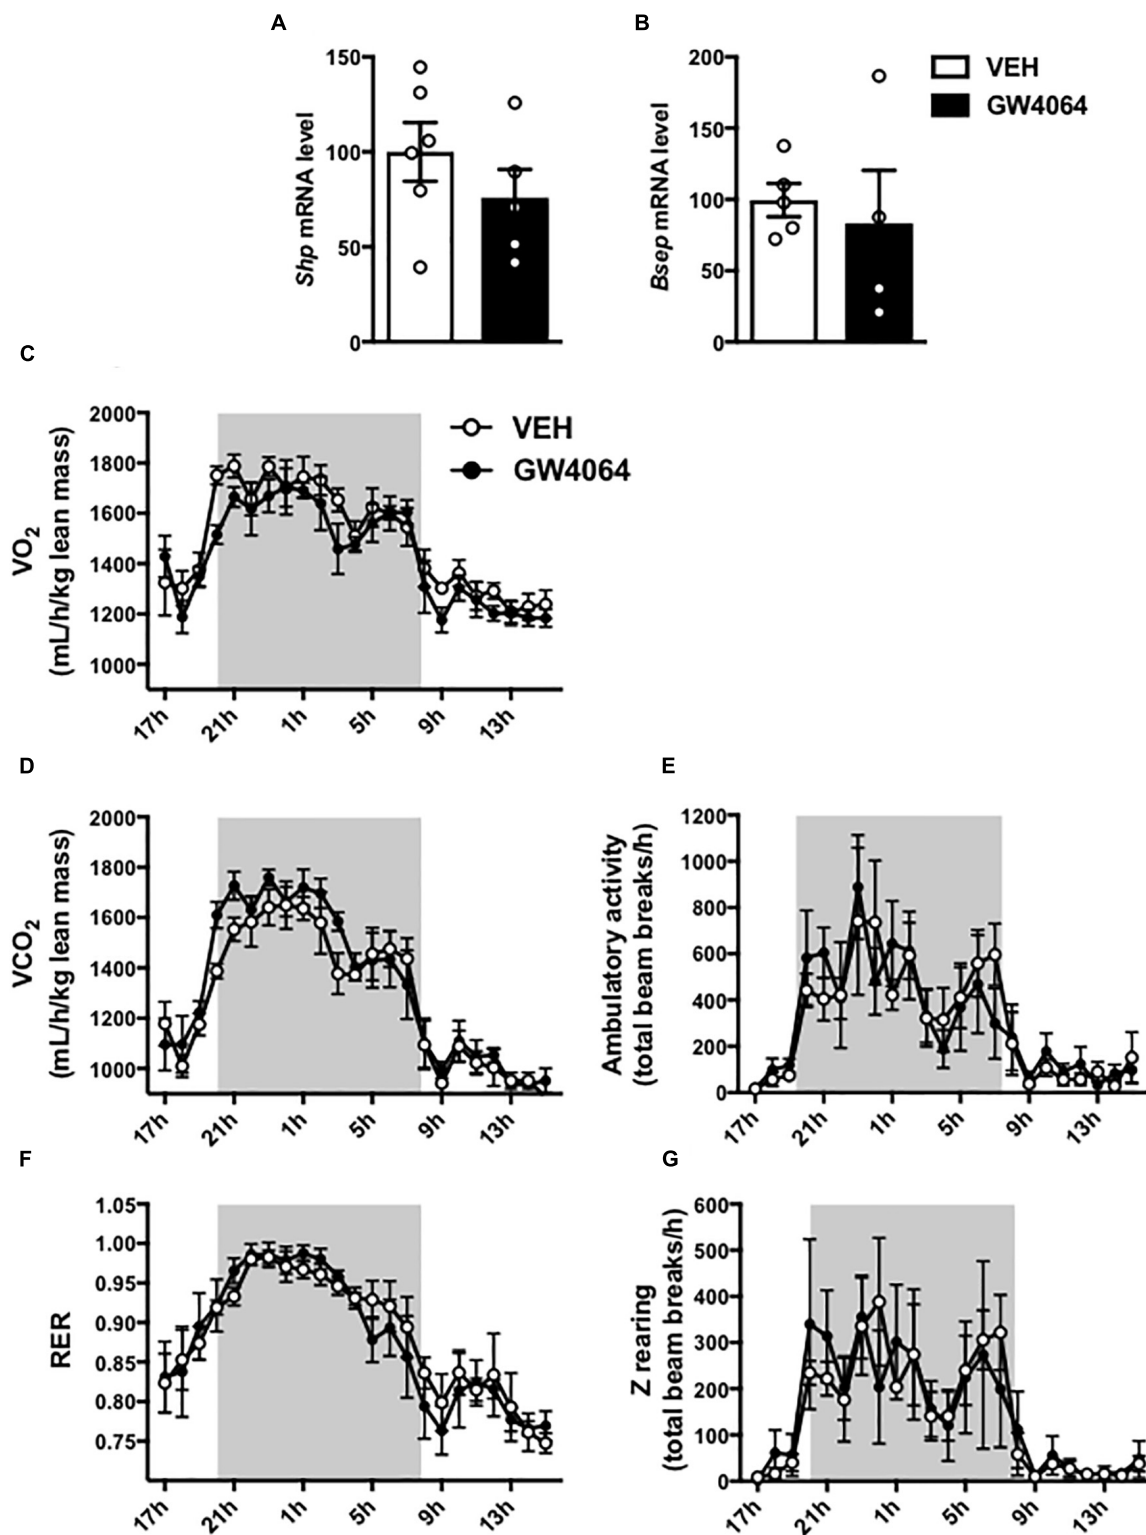 A
B
150
100
50
0
Shp mRNA level
200
150
100
50
0
Bsep mRNA level
VEH
GW4064
C
2000
1800
1600
1400
1200
1000
VO2
(mL/h/kg lean mass)
VEH
GW4064
17h
21h
1h
5h
9h
13h
D
2000
1800
1600
1400
1200
1000
VCO2
(mL/h/kg lean mass)
17h
21h
1h
5h
9h
13h
E
1200
1000
800
600
400
200
0
Ambulatory activity
(total beam breaks/h)
17h
21h
1h
5h
9h
13h
F
1.05
1.00
0.95
0.90
0.85
0.80
0.75
RER
17h
21h
1h
5h
9h
13h
G
600
500
400
300
200
100
0
Z rearing
(total beam breaks/h)
17h
21h
1h
5h
9h
13h